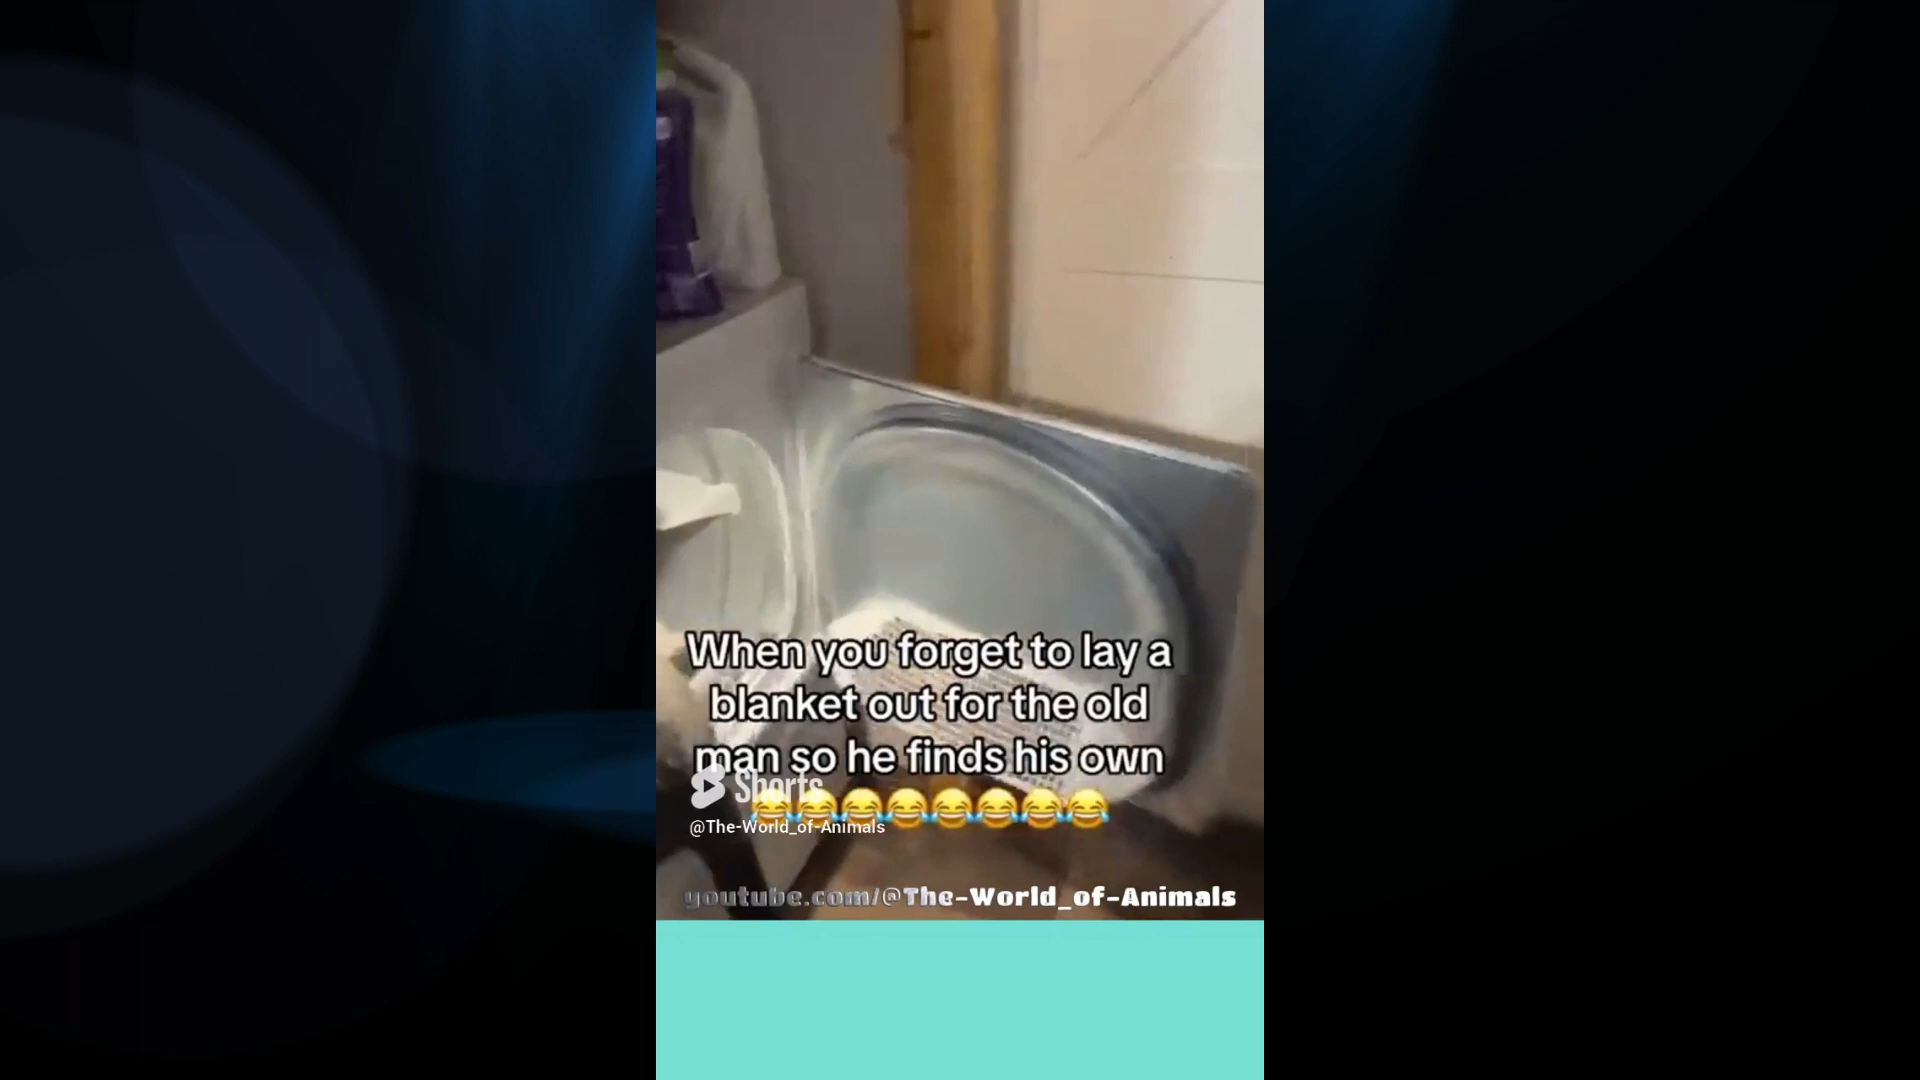 When you forget to lay a
blanket out for the old
man so he finds his own
😂😂😂😂😂😂😂😂
Shorts
@The-World_of-Animals
youtube.com/@The-World_of-Animals